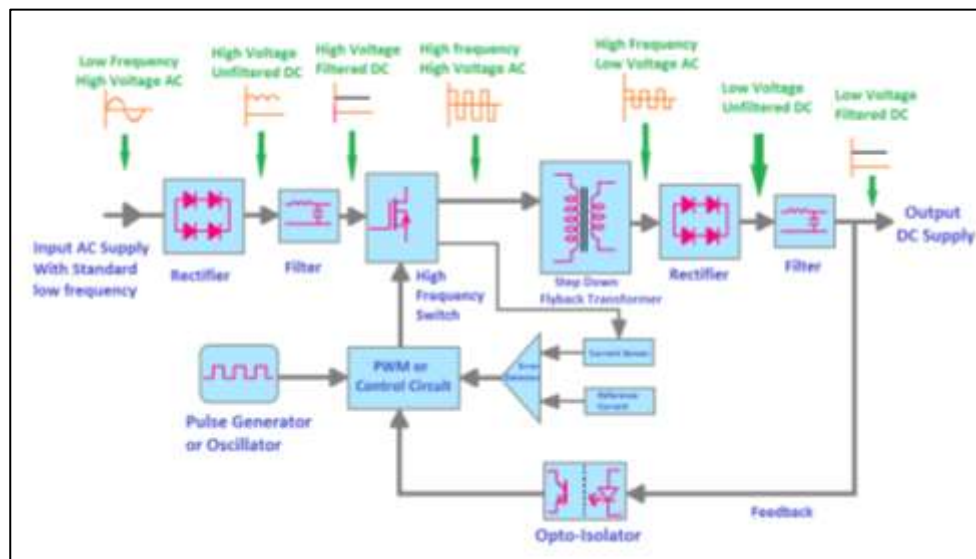 Low Frequency
High Voltage AC
High Voltage
Unfiltered DC
High Voltage
Filtered DC
High frequency
High Voltage AC
High Frequency
Low Voltage AC
Low Voltage
Unfiltered DC
Low Voltage
Filtered DC
Input AC Supply
With Standard
low frequency
Rectifier
Filter
High
Frequency
Switch
Step Down
Flyback Transformer
Rectifier
Filter
Output
DC Supply
Pulse Generator
or Oscillator
PWM or
Control Circuit
Error
Detector
Current Sensor
Reference
Current
Opto-Isolator
Feedback